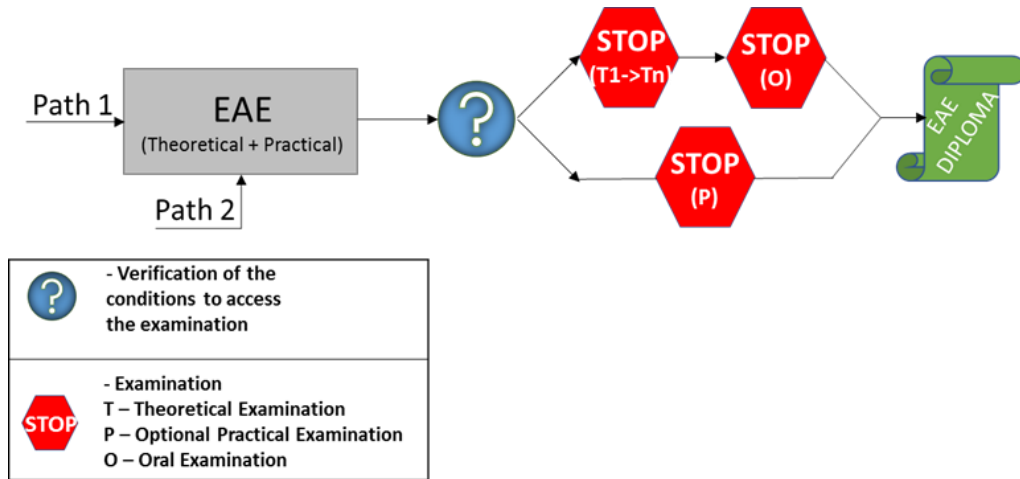 Path 1
EAE
(Theoretical + Practical)
Path 2
?
STOP
(T1->Tn)
STOP
(O)
STOP
(P)
EAE
DIPLOMA
?
- Verification of the
conditions to access
the examination
STOP
- Examination
T – Theoretical Examination
P – Optional Practical Examination
O – Oral Examination